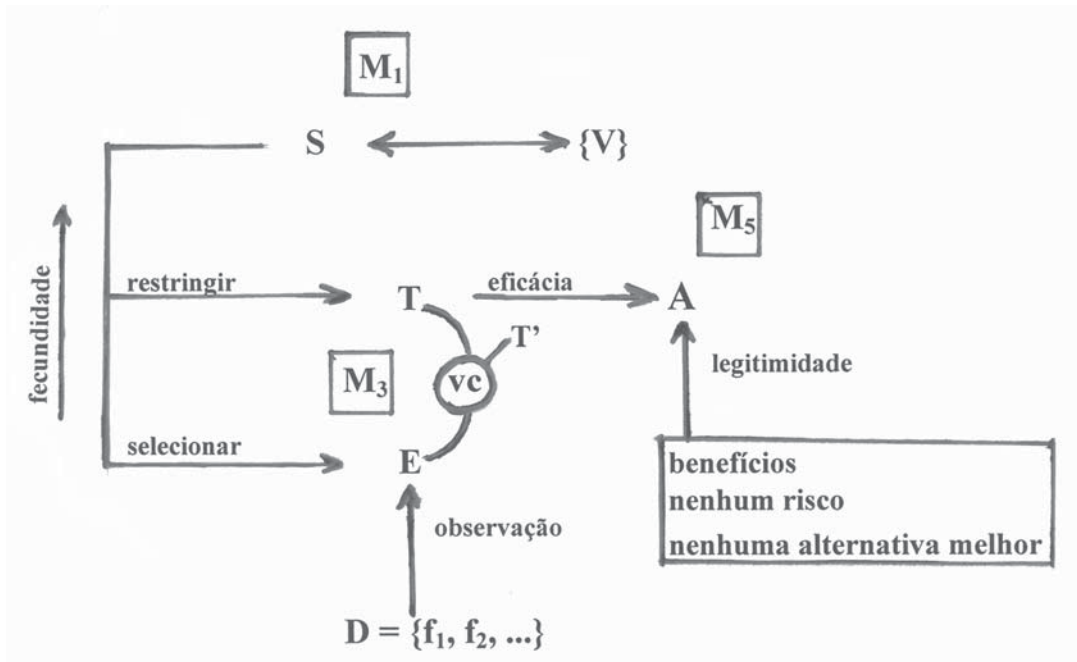 M₁
S {V}
M₅
fecundidade
restringir
T eficácia A
T’
M₃ vc
legitimidade
selecionar
E
benefícios
nenhum risco
nenhuma alternativa melhor
observação
D = {f₁, f₂, ...}